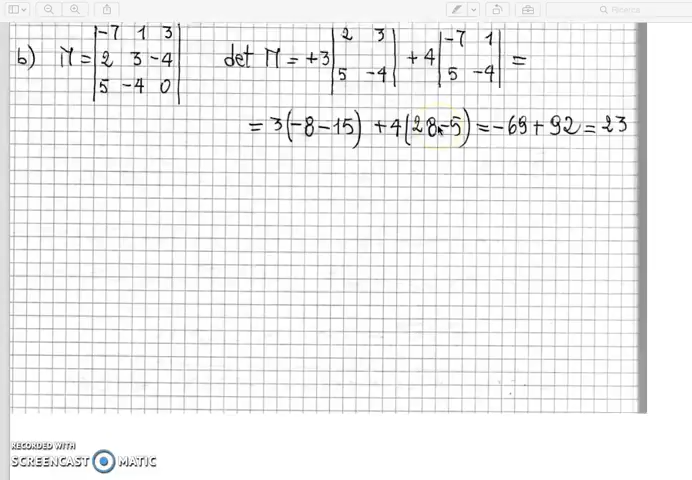 Ricerca
-7 1 3 2 3 -7 1
b) M = 2 3 -4 det M = +3 +4 =
5 -4 0 5 -4 5 -4
= 3(-8-15) +4(28-5) = -69 + 92 = 23
RECORDED WITH
SCREENCAST MATIC